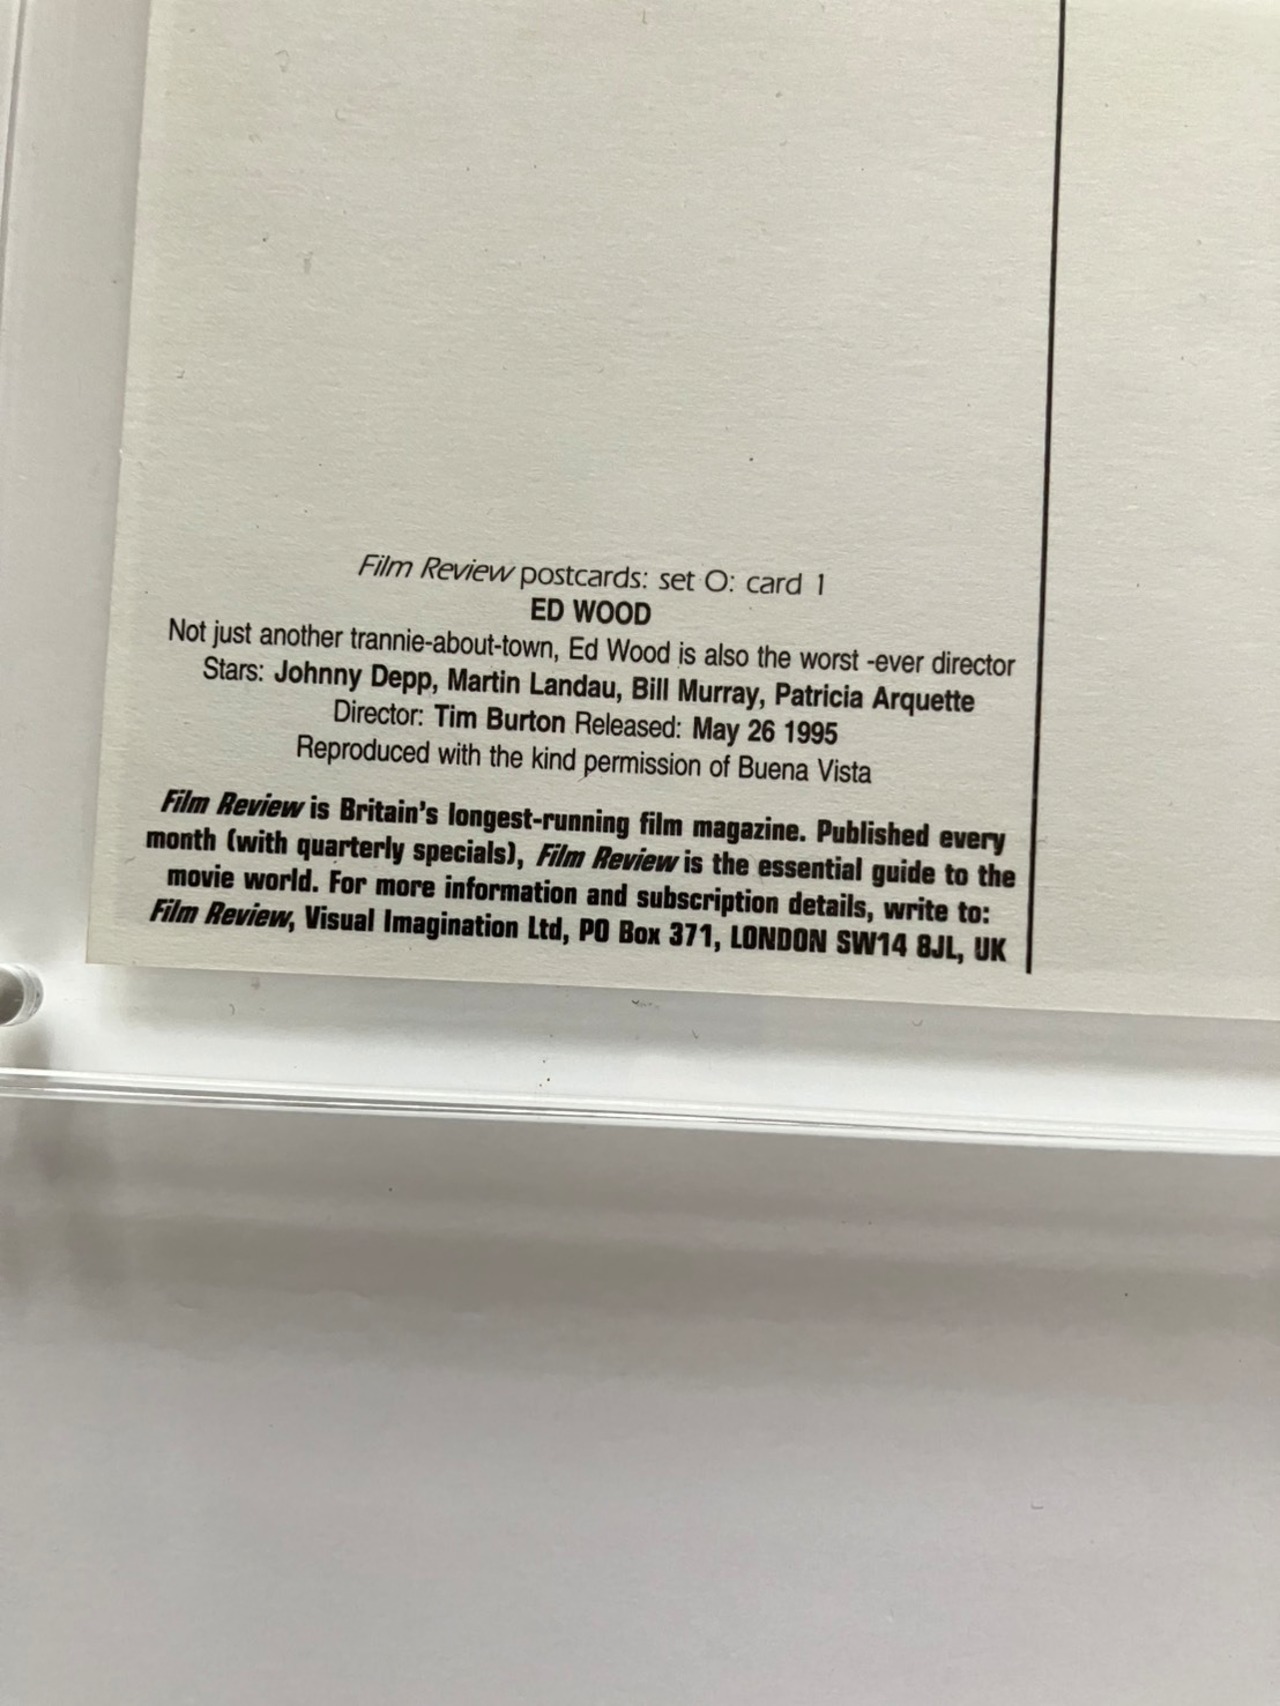 Film Review postcards: set O: card 1
ED WOOD
Not just another trannie-about-town, Ed Wood is also the worst -ever director
Stars: Johnny Depp, Martin Landau, Bill Murray, Patricia Arquette
Director: Tim Burton Released: May 26 1995
Reproduced with the kind permission of Buena Vista
Film Review is Britain's longest-running film magazine. Published every
month (with quarterly specials), Film Review is the essential guide to the
movie world. For more information and subscription details, write to:
Film Review, Visual Imagination Ltd, PO Box 371, LONDON SW14 8JL, UK